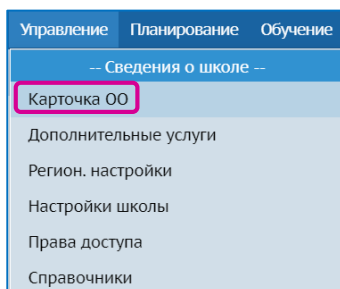 Управление Планирование Обучение
-- Сведения о школе --
Карточка ОО
Дополнительные услуги
Регион. настройки
Настройки школы
Права доступа
Справочники